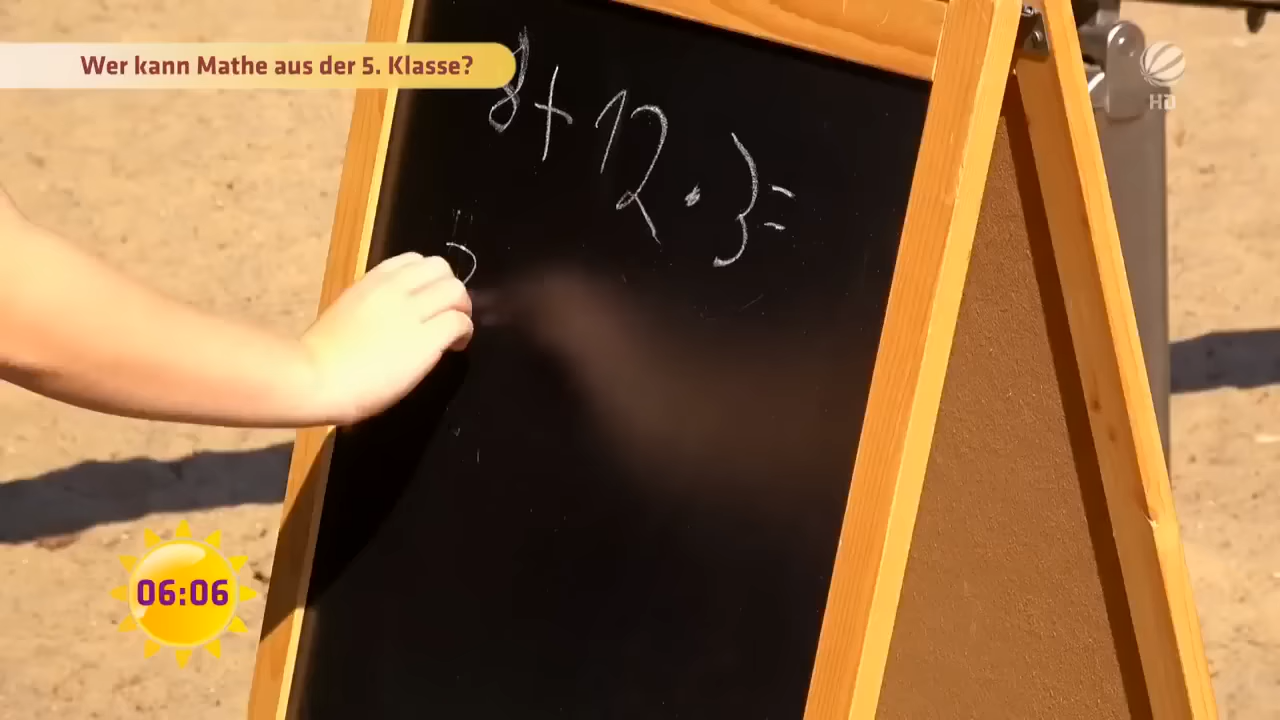 Wer kann Mathe aus der 5. Klasse?
HD
8+12·3=
06:06